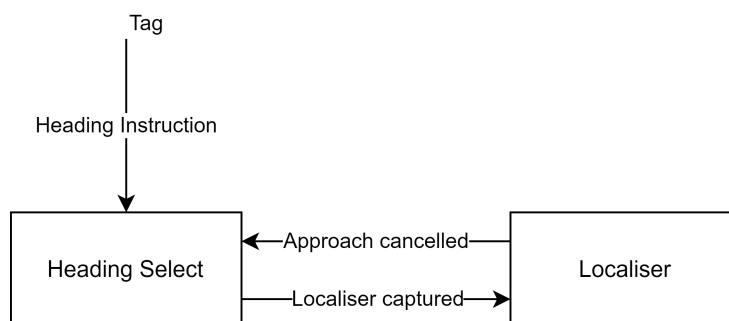 Tag
Heading Instruction
Approach cancelled
Heading Select
Localiser
Localiser captured